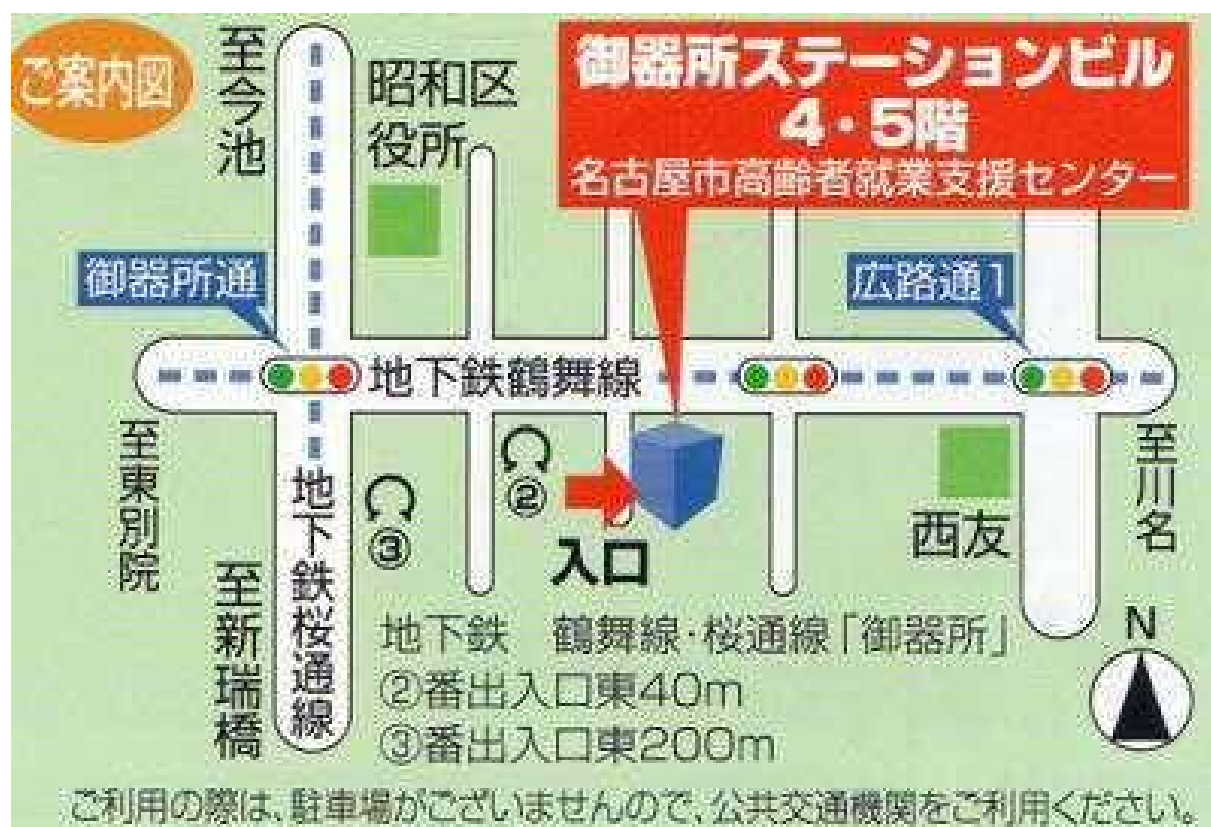 ご案内図
至今池
昭和区
役所
御器所ステーションビル
4・5階
名古屋市高齢者就業支援センター
御器所通
広路通1
地下鉄鶴舞線
至東別院
地下鉄桜通線
至新瑞橋
③
②
入口
西友
至川名
N
地下鉄 鶴舞線・桜通線「御器所」
②番出入口東40m
③番出入口東200m
ご利用の際は、駐車場がございませんので、公共交通機関をご利用ください。